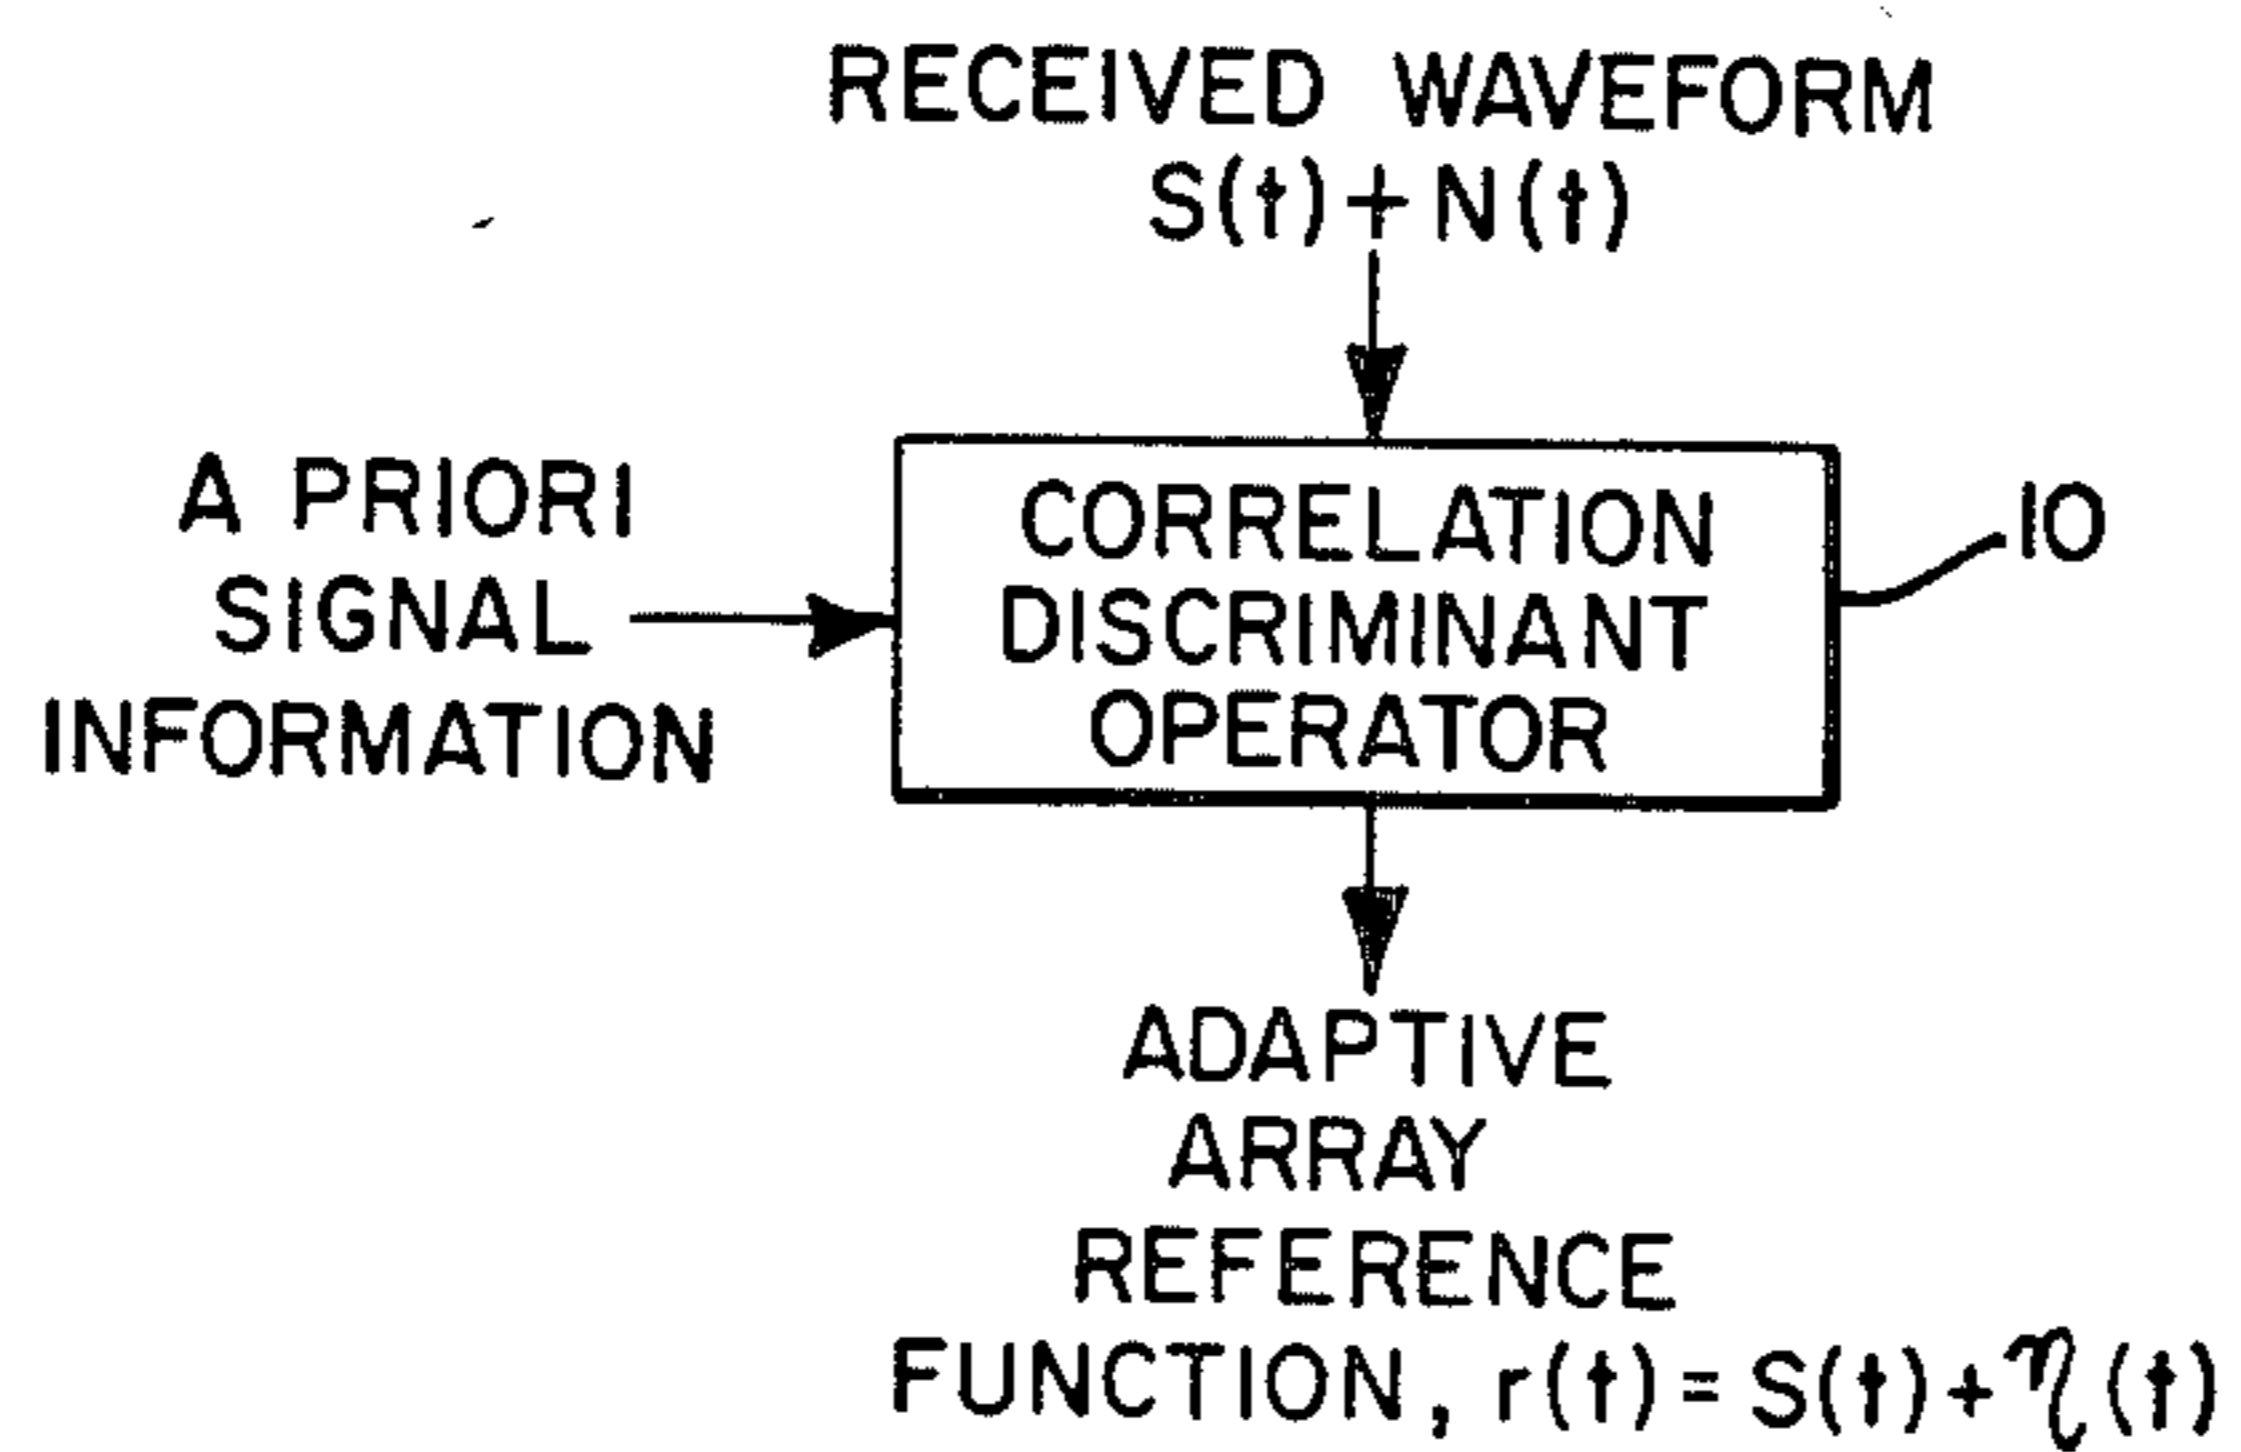 RECEIVED WAVEFORM
S(t) + N(t)
A PRIORI
SIGNAL
INFORMATION
CORRELATION
DISCRIMINANT
OPERATOR
10
ADAPTIVE
ARRAY
REFERENCE
FUNCTION, r(t) = S(t) + η(t)